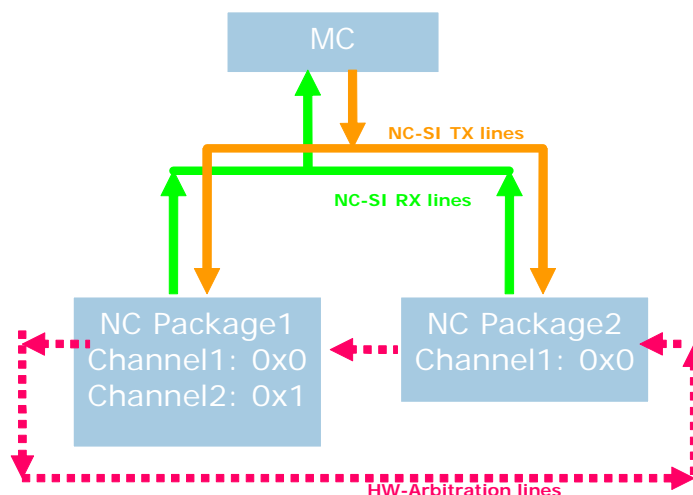 MC
NC-SI TX lines
NC-SI RX lines
NC Package1
Channel1: 0x0
Channel2: 0x1
NC Package2
Channel1: 0x0
HW-Arbitration lines